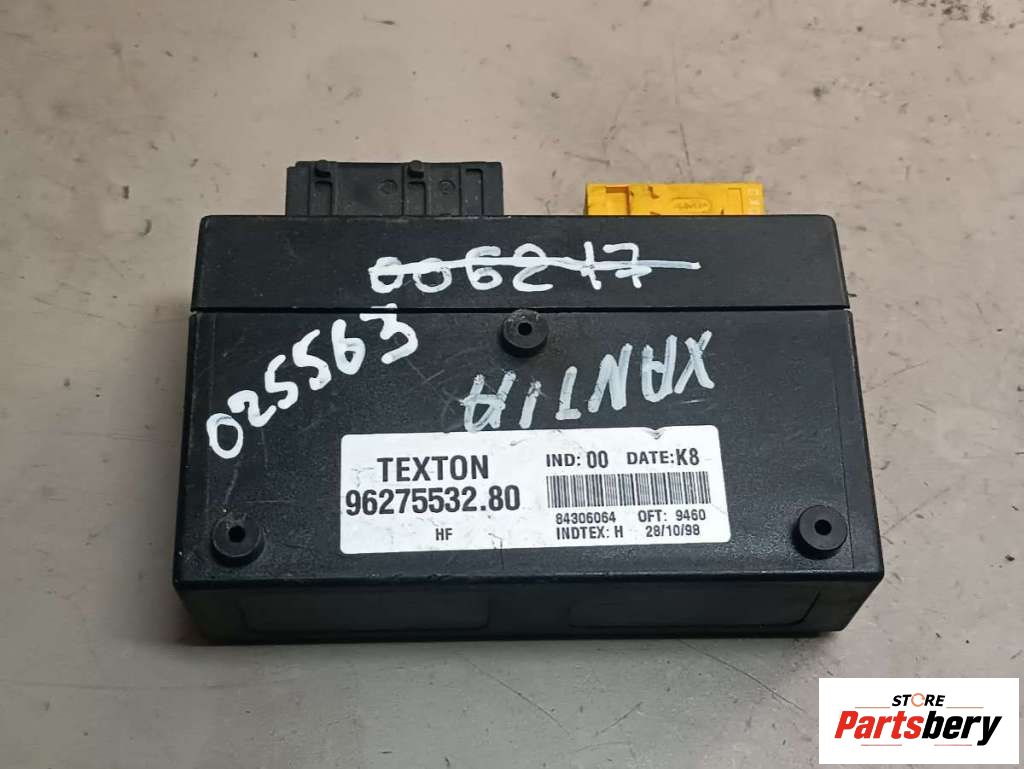 AMP
006217
025563
XANTIA
TEXTON
96275532.80
HF
IND: 00 DATE: K8
84306064 OFT: 9460
INDTEX: H 28/10/98
STORE
Partsbery